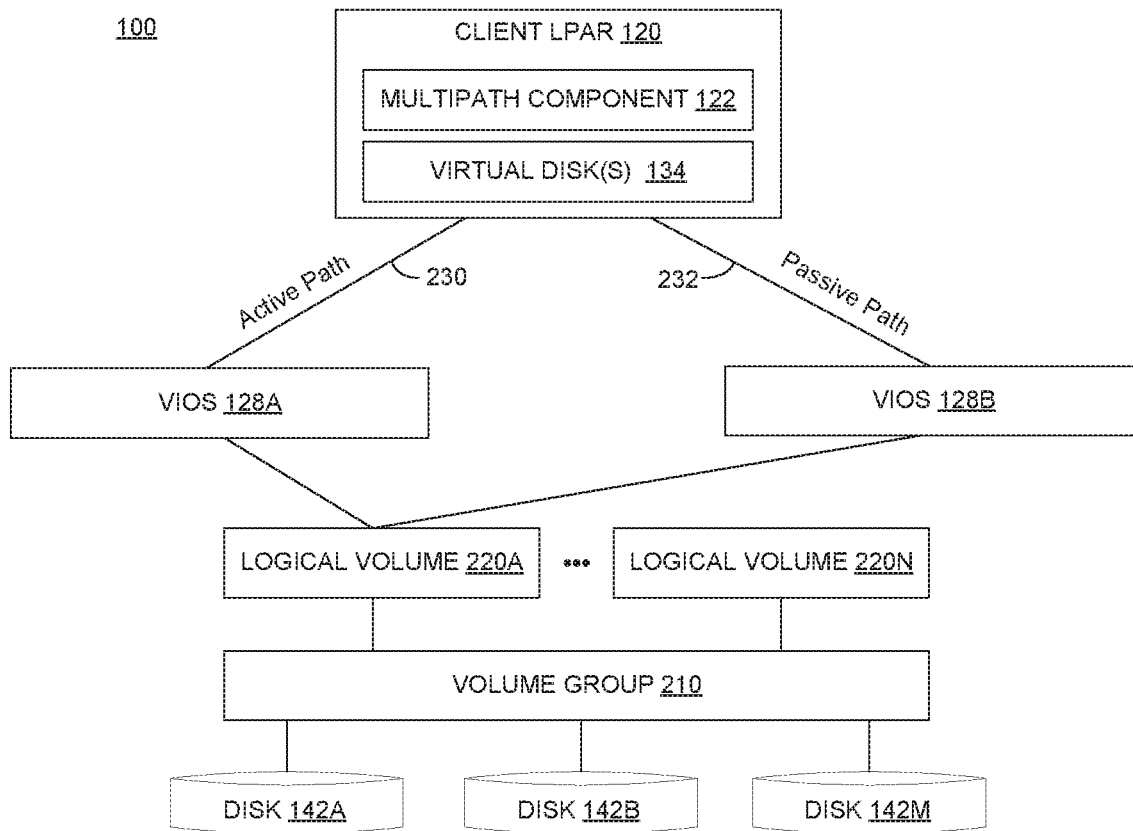 100
CLIENT LPAR 120
MULTIPATH COMPONENT 122
VIRTUAL DISK(S) 134
Active Path
230
232
Passive Path
VIOS 128A
VIOS 128B
LOGICAL VOLUME 220A
•••
LOGICAL VOLUME 220N
VOLUME GROUP 210
DISK 142A
DISK 142B
DISK 142M